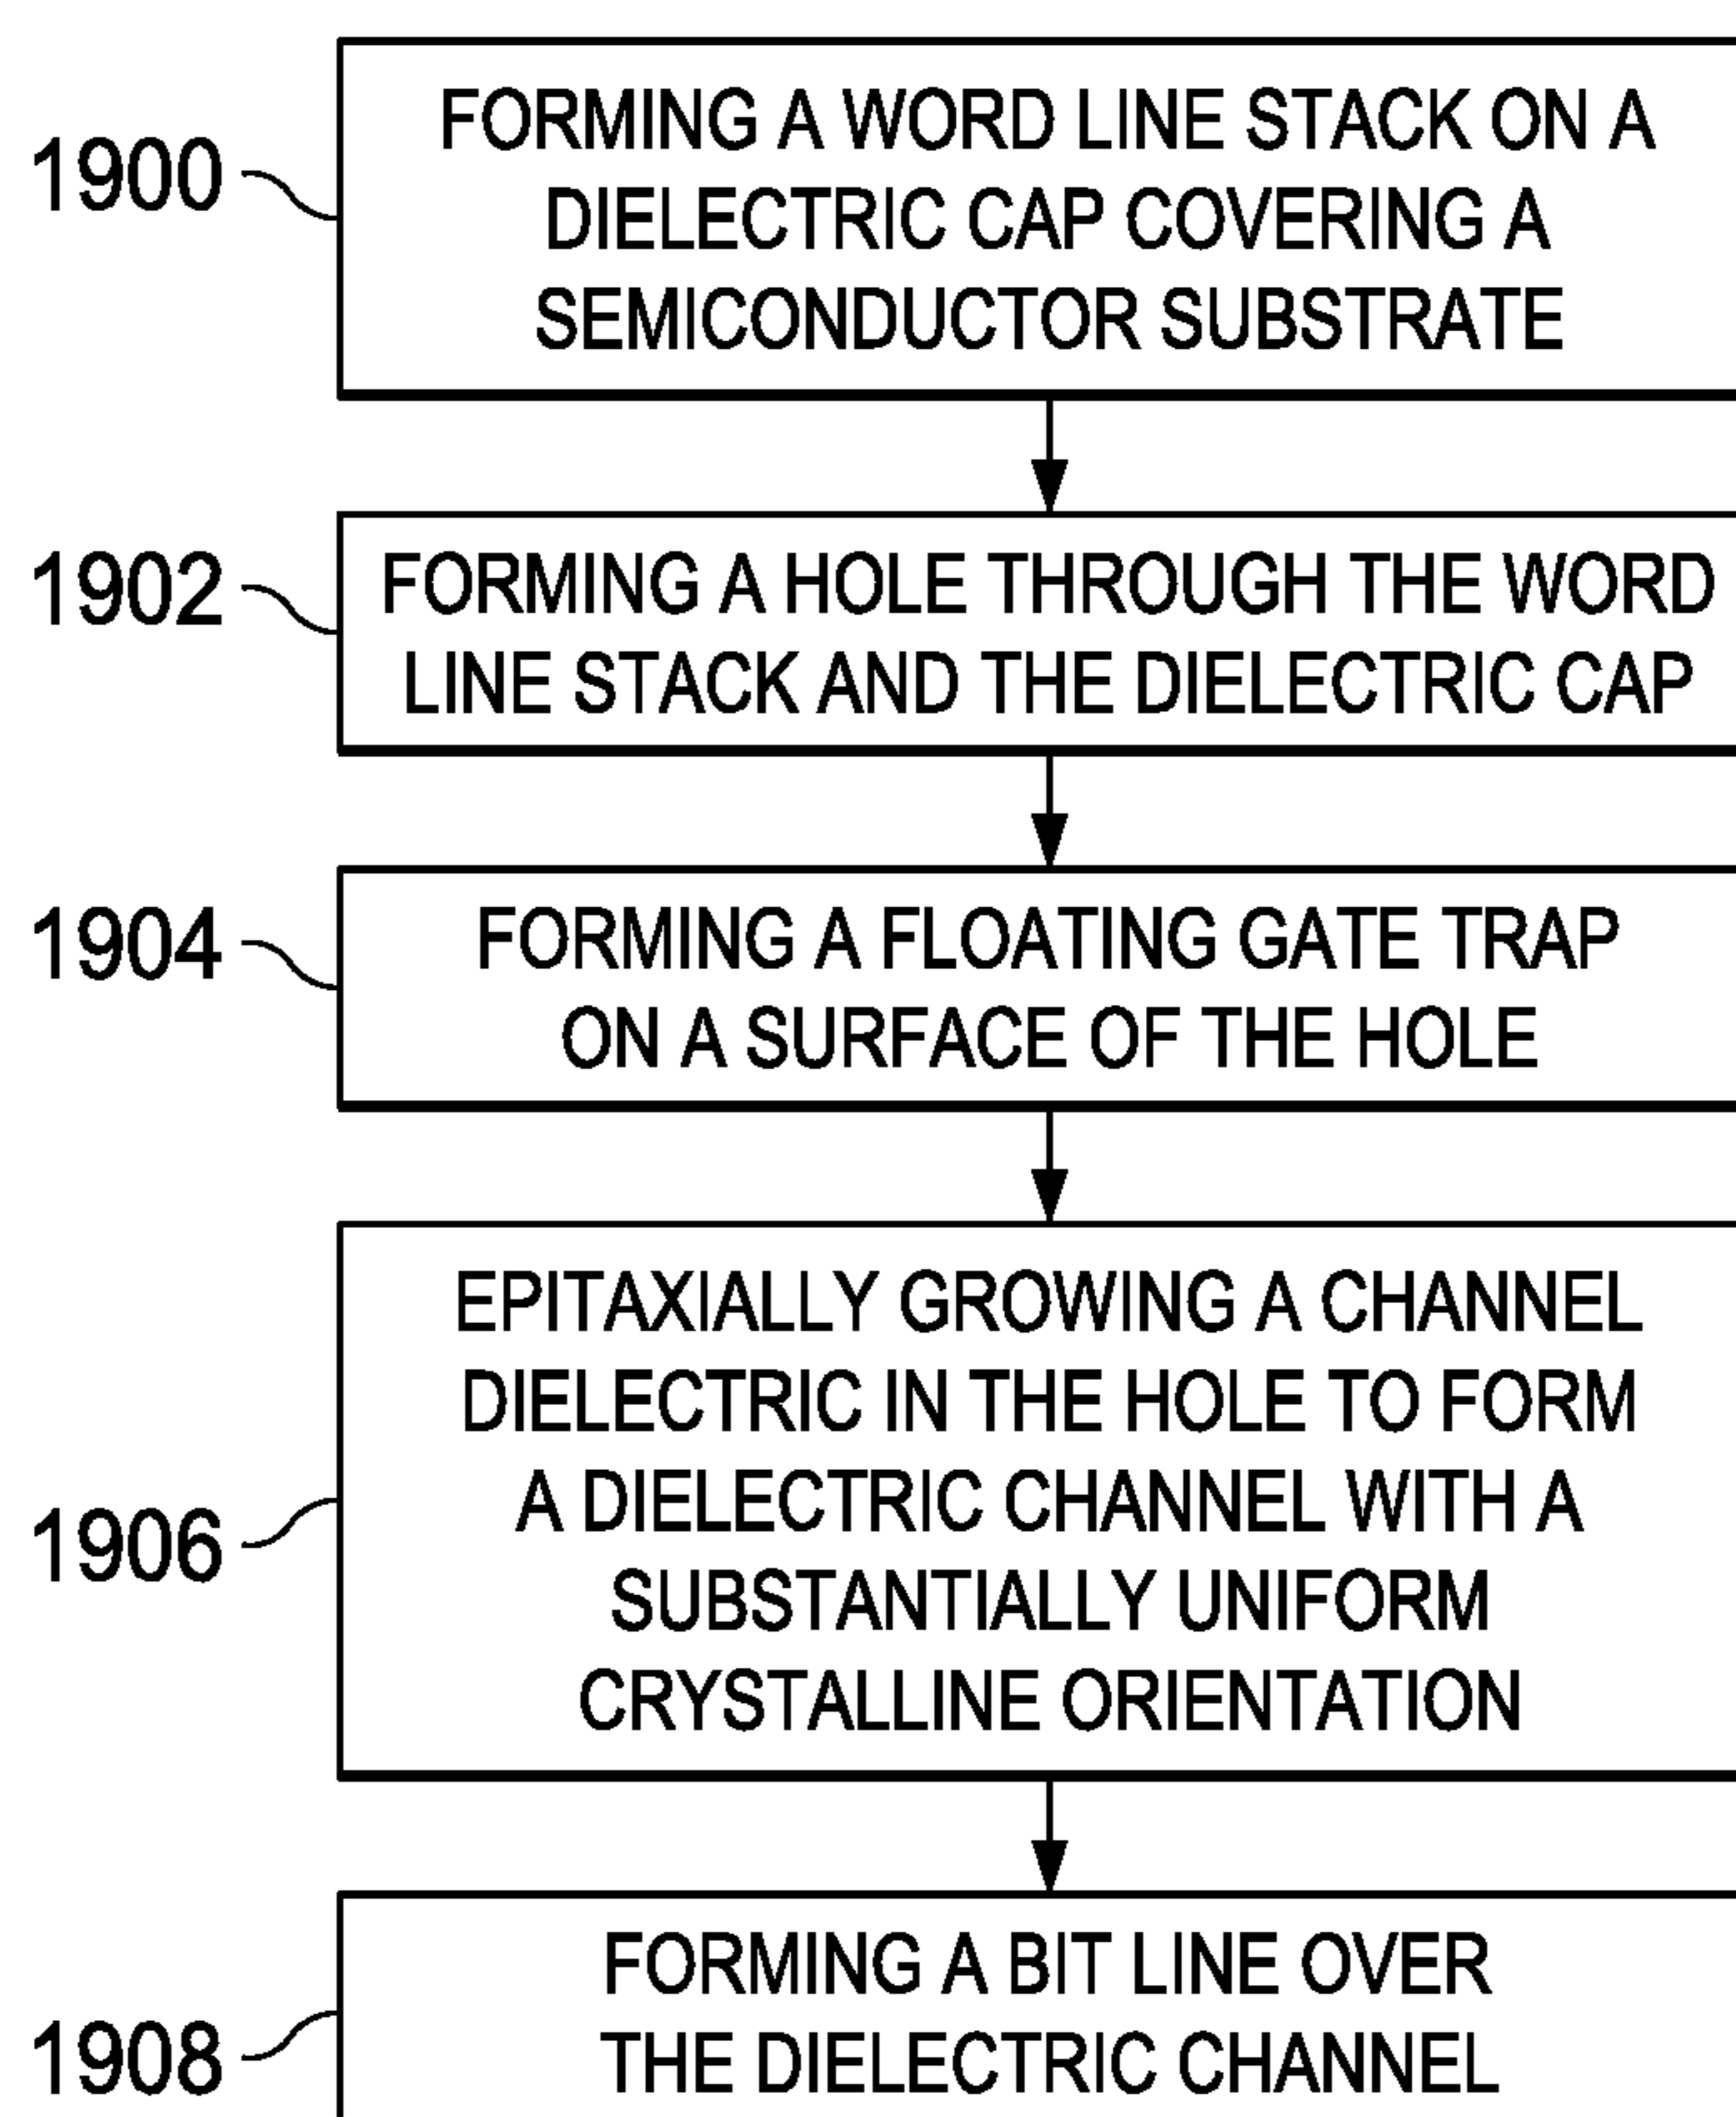 1900
FORMING A WORD LINE STACK ON A
DIELECTRIC CAP COVERING A
SEMICONDUCTOR SUBSTRATE
1902
FORMING A HOLE THROUGH THE WORD
LINE STACK AND THE DIELECTRIC CAP
1904
FORMING A FLOATING GATE TRAP
ON A SURFACE OF THE HOLE
1906
EPITAXIALLY GROWING A CHANNEL
DIELECTRIC IN THE HOLE TO FORM
A DIELECTRIC CHANNEL WITH A
SUBSTANTIALLY UNIFORM
CRYSTALLINE ORIENTATION
1908
FORMING A BIT LINE OVER
THE DIELECTRIC CHANNEL